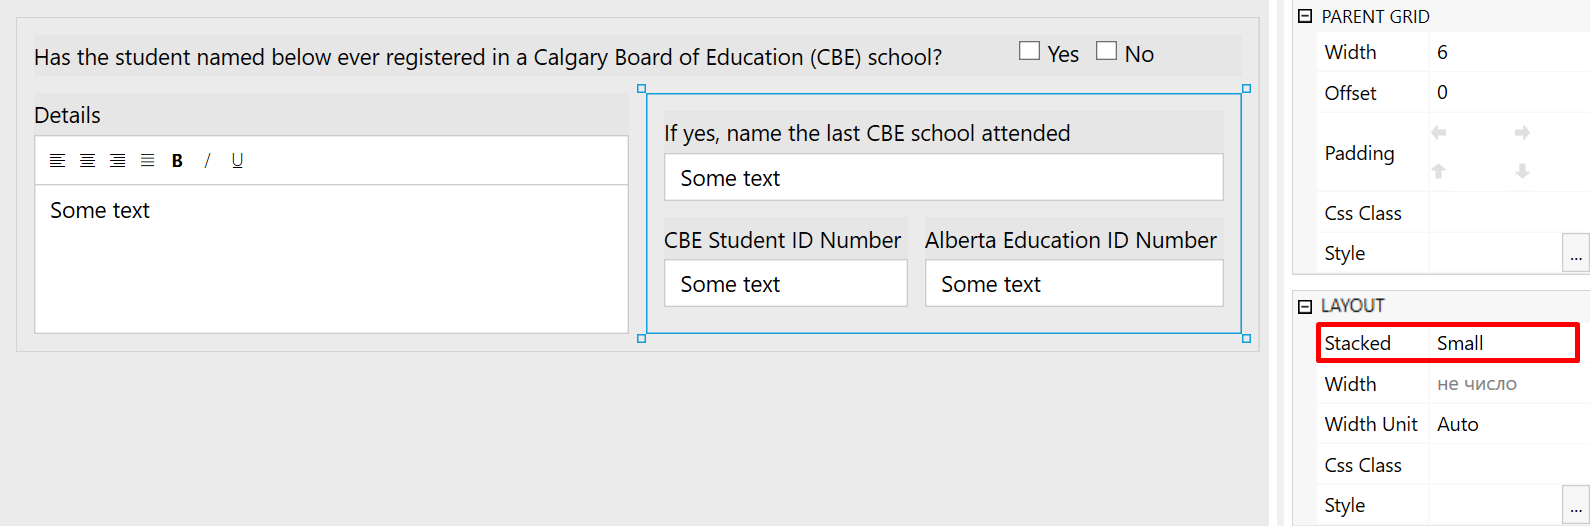 Has the student named below ever registered in a Calgary Board of Education (CBE) school?
Yes
No
Details
B I U
Some text
If yes, name the last CBE school attended
Some text
CBE Student ID Number
Alberta Education ID Number
Some text
Some text
PARENT GRID
Width 6
Offset 0
Padding
Css Class
Style ...
LAYOUT
Stacked Small
Width не число
Width Unit Auto
Css Class
Style ...